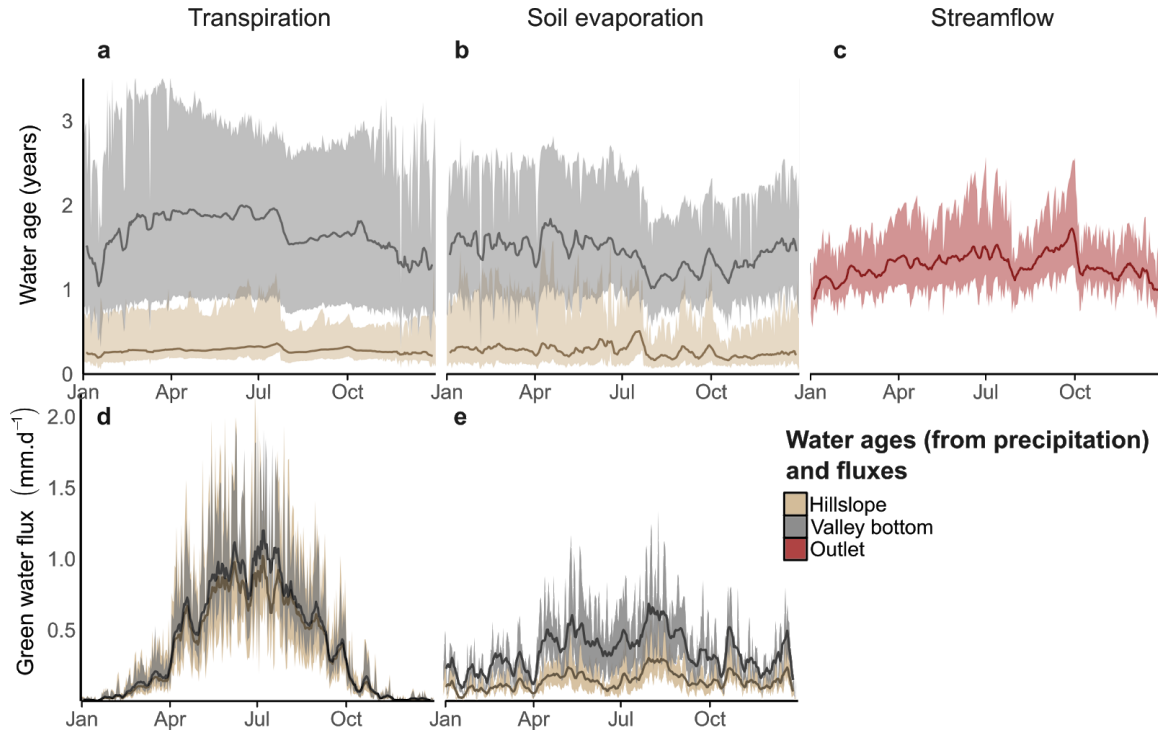 Transpiration
Soil evaporation
Streamflow
a
b
c
Water age (years)
3
2
1
0
Jan Apr Jul Oct
Jan Apr Jul Oct
Jan Apr Jul Oct
d
e
Green water flux (mm.d⁻¹)
2.0
1.5
1.0
0.5
Jan Apr Jul Oct
Jan Apr Jul Oct
Water ages (from precipitation)
and fluxes
Hillslope
Valley bottom
Outlet